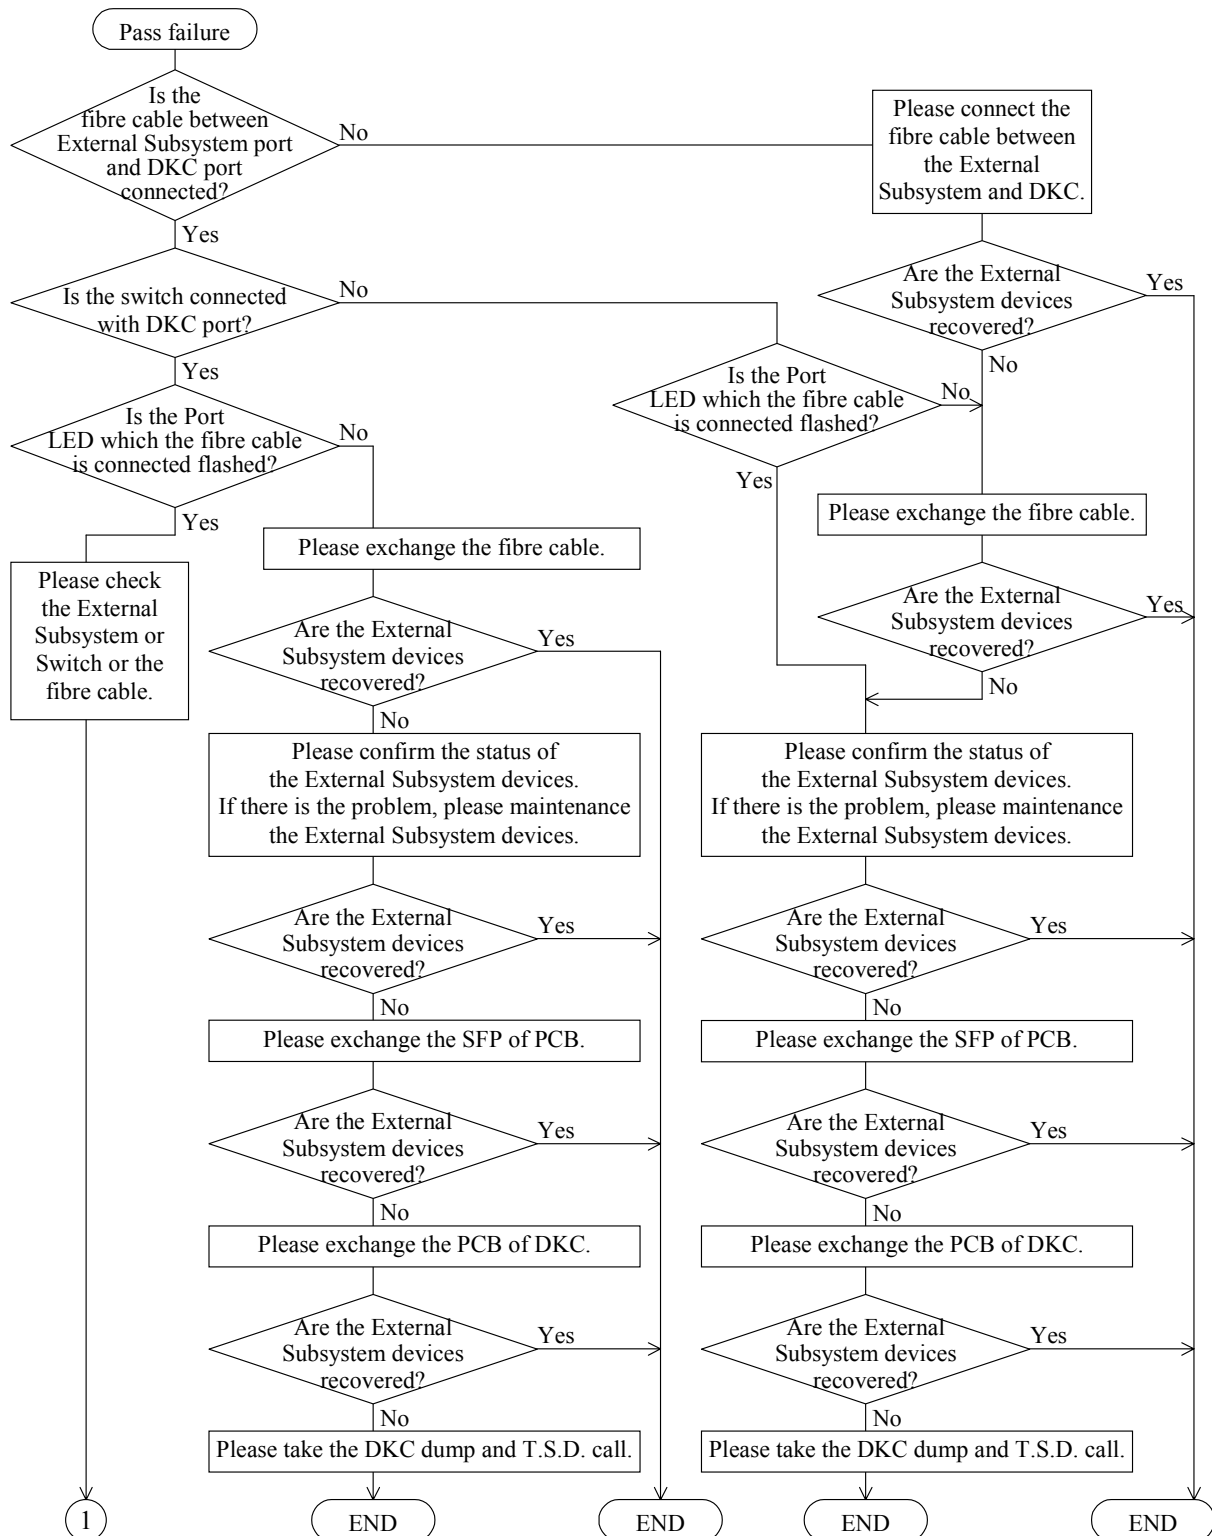 Pass failure
Is the
fibre cable between
External Subsystem port
and DKC port
connected?
No
Please connect the
fibre cable between
the External
Subsystem and DKC.
Yes
Are the External
Subsystem devices
recovered?
Yes
No
Is the switch connected
with DKC port?
No
Yes
Is the Port
LED which the fibre cable
is connected flashed?
No
Yes
Is the Port
LED which the fibre cable
is connected flashed?
No
Yes
Please exchange the fibre cable.
Are the External
Subsystem devices
recovered?
Yes
No
Please check
the External
Subsystem or
Switch or the
fibre cable.
Please exchange the fibre cable.
Are the External
Subsystem devices
recovered?
Yes
No
Please confirm the status of
the External Subsystem devices.
If there is the problem, please maintenance
the External Subsystem devices.
Are the External
Subsystem devices
recovered?
Yes
No
Please exchange the SFP of PCB.
Are the External
Subsystem devices
recovered?
Yes
No
Please exchange the PCB of DKC.
Are the External
Subsystem devices
recovered?
Yes
No
Please take the DKC dump and T.S.D. call.
Please confirm the status of
the External Subsystem devices.
If there is the problem, please maintenance
the External Subsystem devices.
Are the External
Subsystem devices
recovered?
Yes
No
Please exchange the SFP of PCB.
Are the External
Subsystem devices
recovered?
Yes
No
Please exchange the PCB of DKC.
Are the External
Subsystem devices
recovered?
Yes
No
Please take the DKC dump and T.S.D. call.
1
END
END
END
END